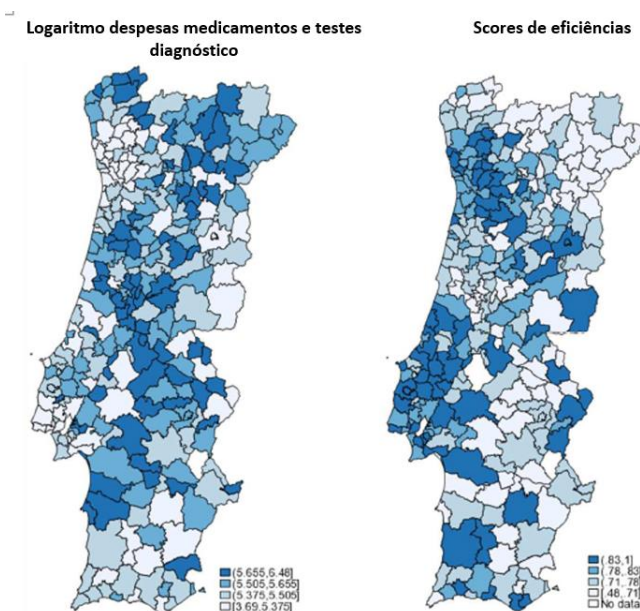 Logaritmo despesas medicamentos e testes
diagnóstico
Scores de eficiências
(5.655,6.48]
(5.505,5.655]
(5.375,5.505]
[3.69,5.375]
(.83,1]
(.78,.83]
(.71,.78]
(.48,.71]
No data